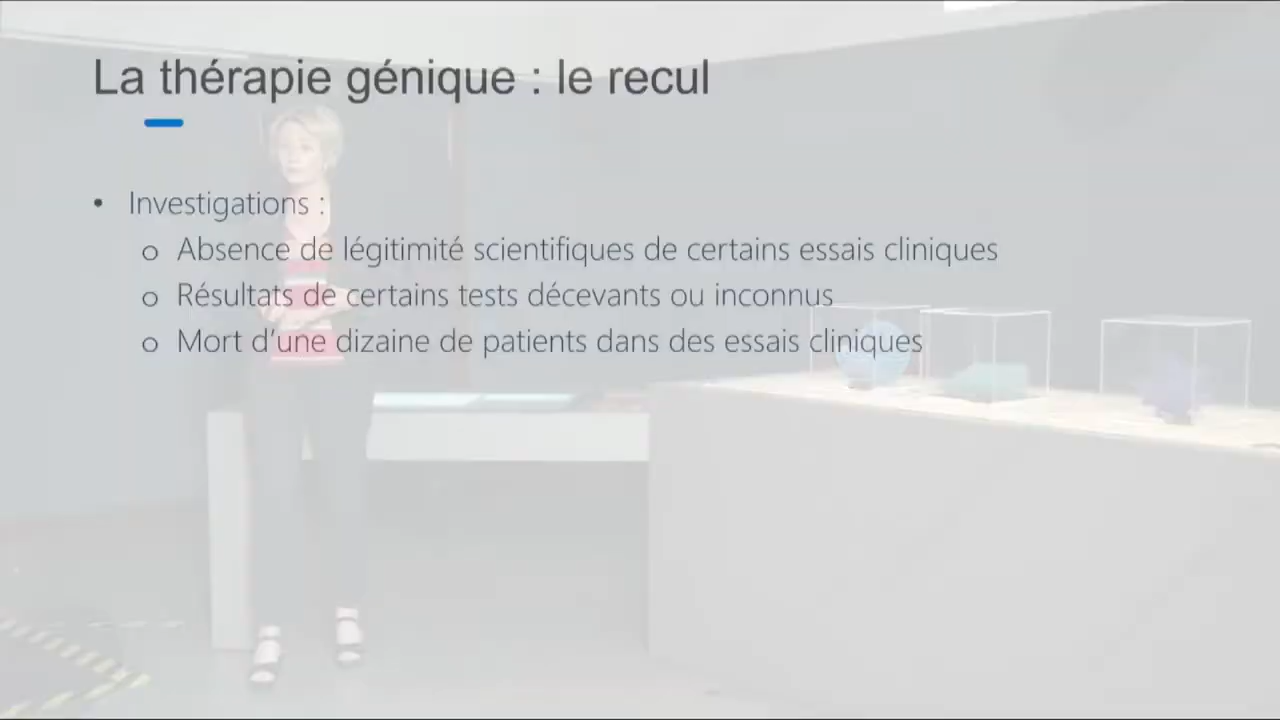 La thérapie génique : le recul
• Investigations :
o Absence de légitimité scientifiques de certains essais cliniques
o Résultats de certains tests décevants ou inconnus
o Mort d'une dizaine de patients dans des essais cliniques